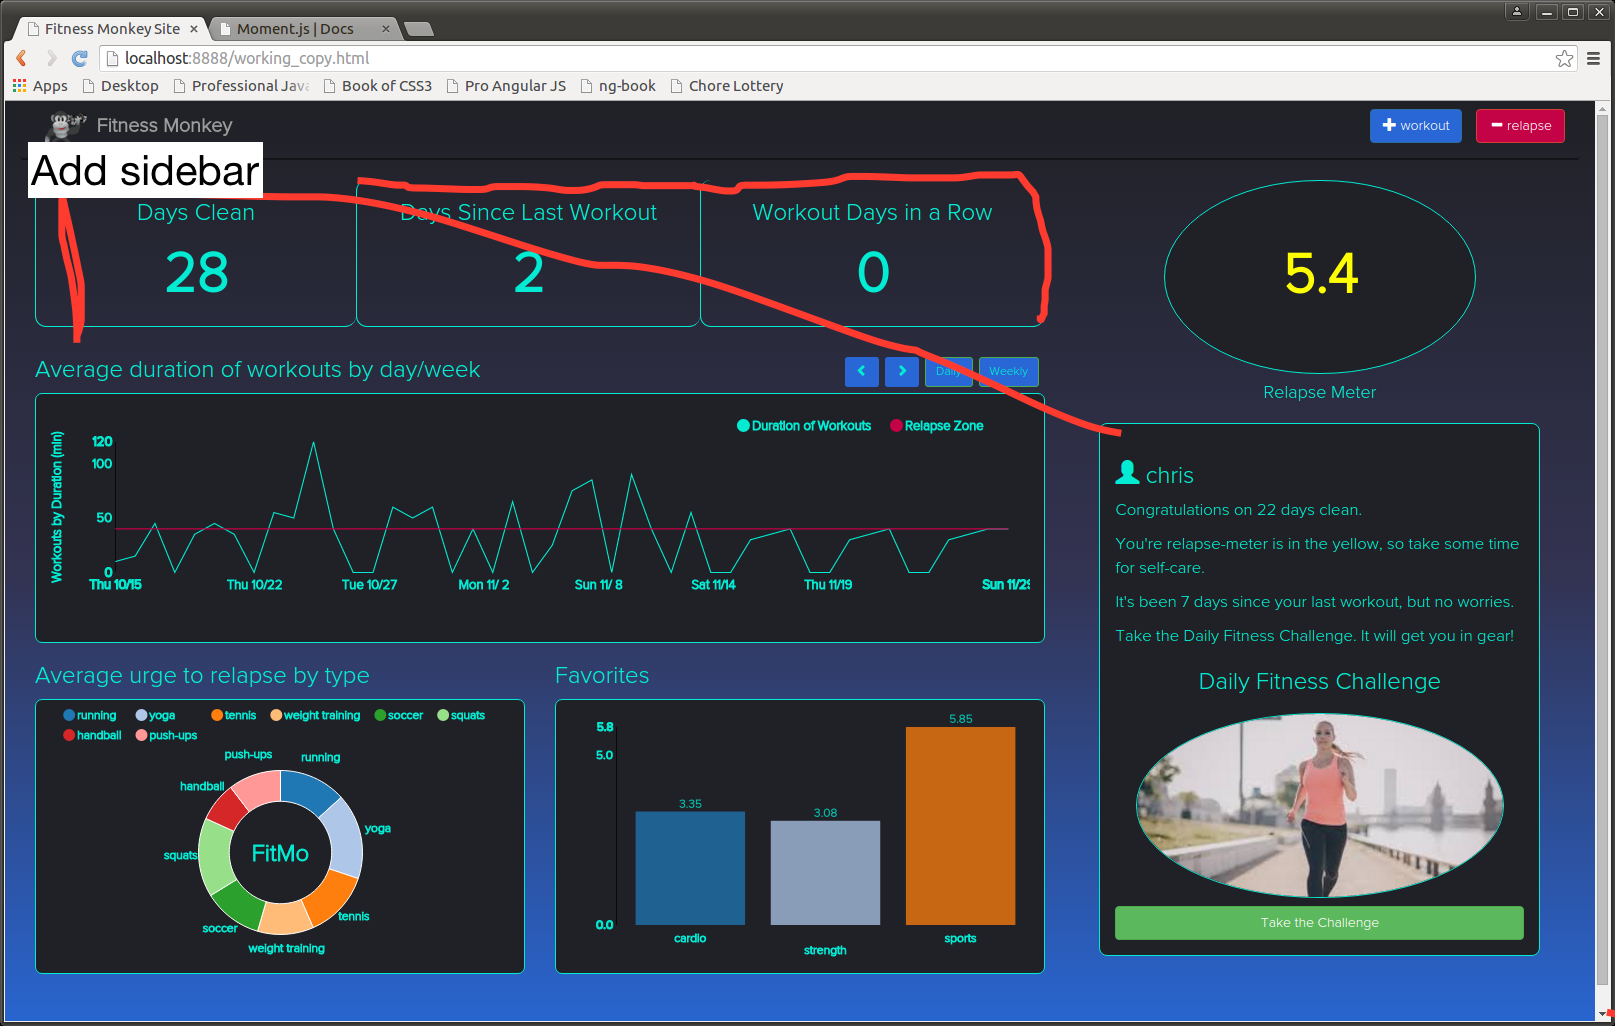 Fitness Monkey Site
Moment.js | Docs
localhost:8888/working_copy.html
Apps
Desktop
Professional Java
Book of CSS3
Pro Angular JS
ng-book
Chore Lottery
Fitness Monkey
workout
relapse
Add sidebar
Days Clean
28
Days Since Last Workout
2
Workout Days in a Row
0
5.4
Relapse Meter
Average duration of workouts by day/week
Daily
Weekly
Duration of Workouts
Relapse Zone
Workouts by Duration (min)
120
100
50
0
Thu 10/15
Thu 10/22
Tue 10/27
Mon 11/ 2
Sun 11/ 8
Sat 11/14
Thu 11/19
Sun 11/29
chris
Congratulations on 22 days clean.
You're relapse-meter is in the yellow, so take some time
for self-care.
It's been 7 days since your last workout, but no worries.
Take the Daily Fitness Challenge. It will get you in gear!
Daily Fitness Challenge
Take the Challenge
Average urge to relapse by type
running
yoga
tennis
weight training
soccer
squats
handball
push-ups
push-ups
running
handball
yoga
squats
FitMo
tennis
soccer
weight training
Favorites
5.8
5.0
0.0
3.35
3.08
5.85
cardio
strength
sports